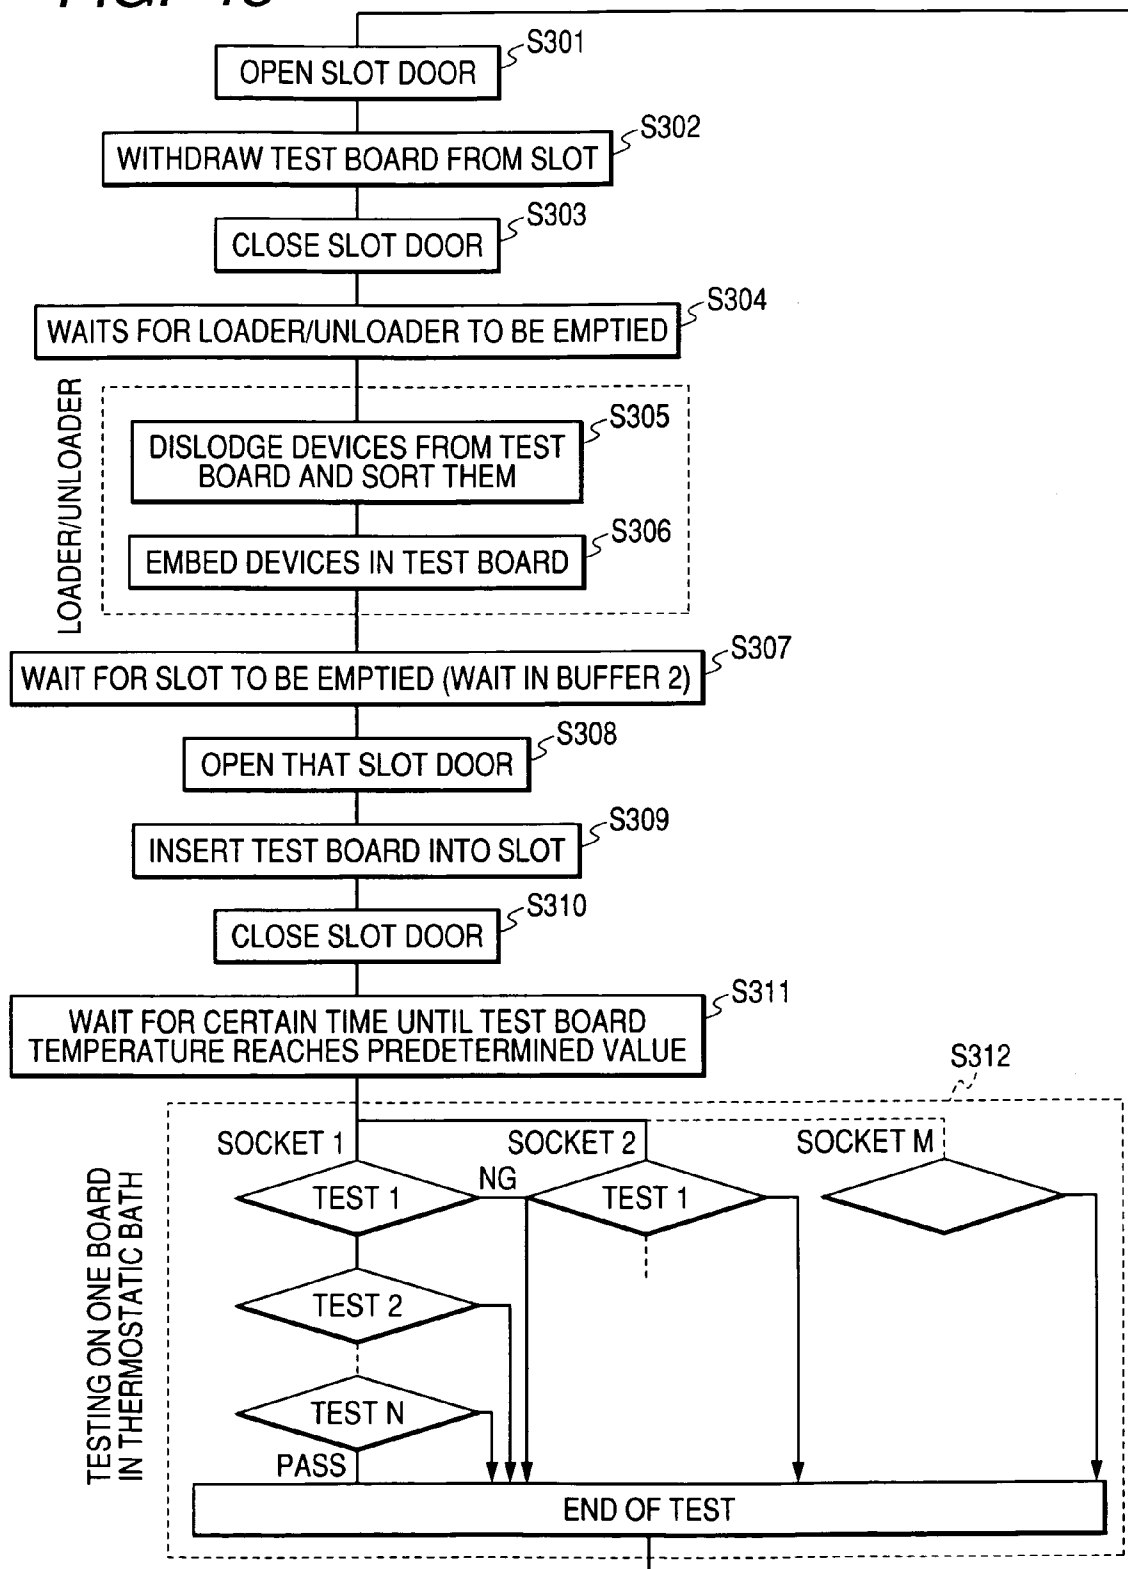 S301
OPEN SLOT DOOR
S302
WITHDRAW TEST BOARD FROM SLOT
S303
CLOSE SLOT DOOR
S304
WAITS FOR LOADER/UNLOADER TO BE EMPTIED
LOADER/UNLOADER
S305
DISLODGE DEVICES FROM TEST
BOARD AND SORT THEM
S306
EMBED DEVICES IN TEST BOARD
S307
WAIT FOR SLOT TO BE EMPTIED (WAIT IN BUFFER 2)
S308
OPEN THAT SLOT DOOR
S309
INSERT TEST BOARD INTO SLOT
S310
CLOSE SLOT DOOR
S311
WAIT FOR CERTAIN TIME UNTIL TEST BOARD
TEMPERATURE REACHES PREDETERMINED VALUE
S312
TESTING ON ONE BOARD
IN THERMOSTATIC BATH
SOCKET 1
SOCKET 2
SOCKET M
TEST 1
NG
TEST 1
TEST 2
TEST N
PASS
END OF TEST